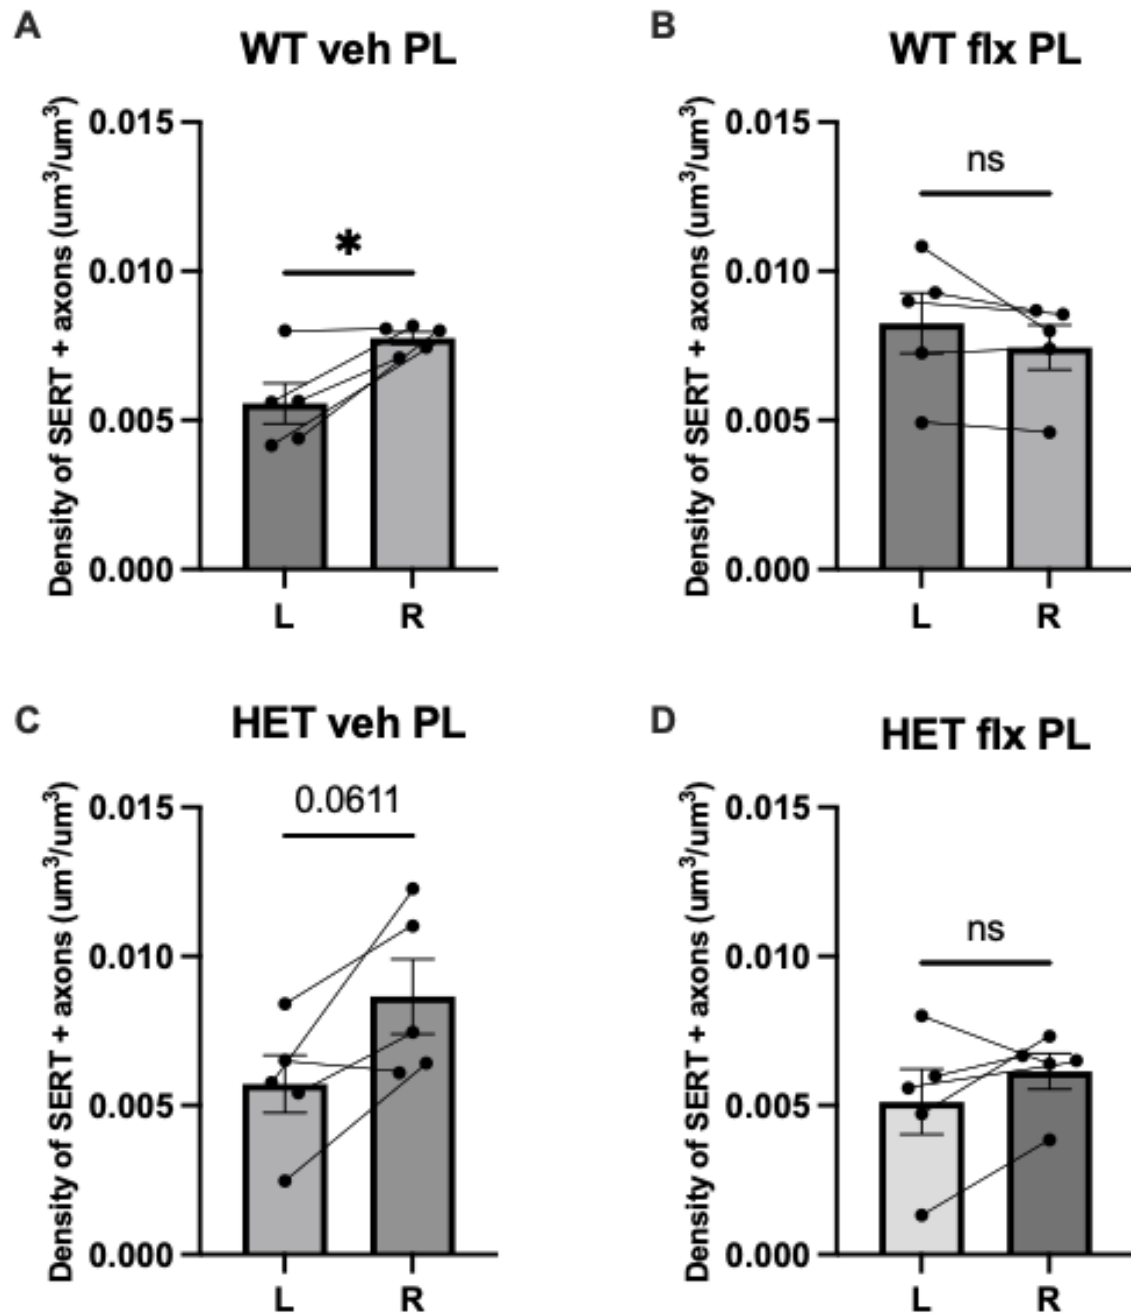 A
WT veh PL
Density of SERT + axons (um³/um³)
0.015
0.010
0.005
0.000
*
L
R
B
WT flx PL
Density of SERT + axons (um³/um³)
0.015
0.010
0.005
0.000
ns
L
R
C
HET veh PL
Density of SERT + axons (um³/um³)
0.015
0.010
0.005
0.000
0.0611
L
R
D
HET flx PL
Density of SERT + axons (um³/um³)
0.015
0.010
0.005
0.000
ns
L
R